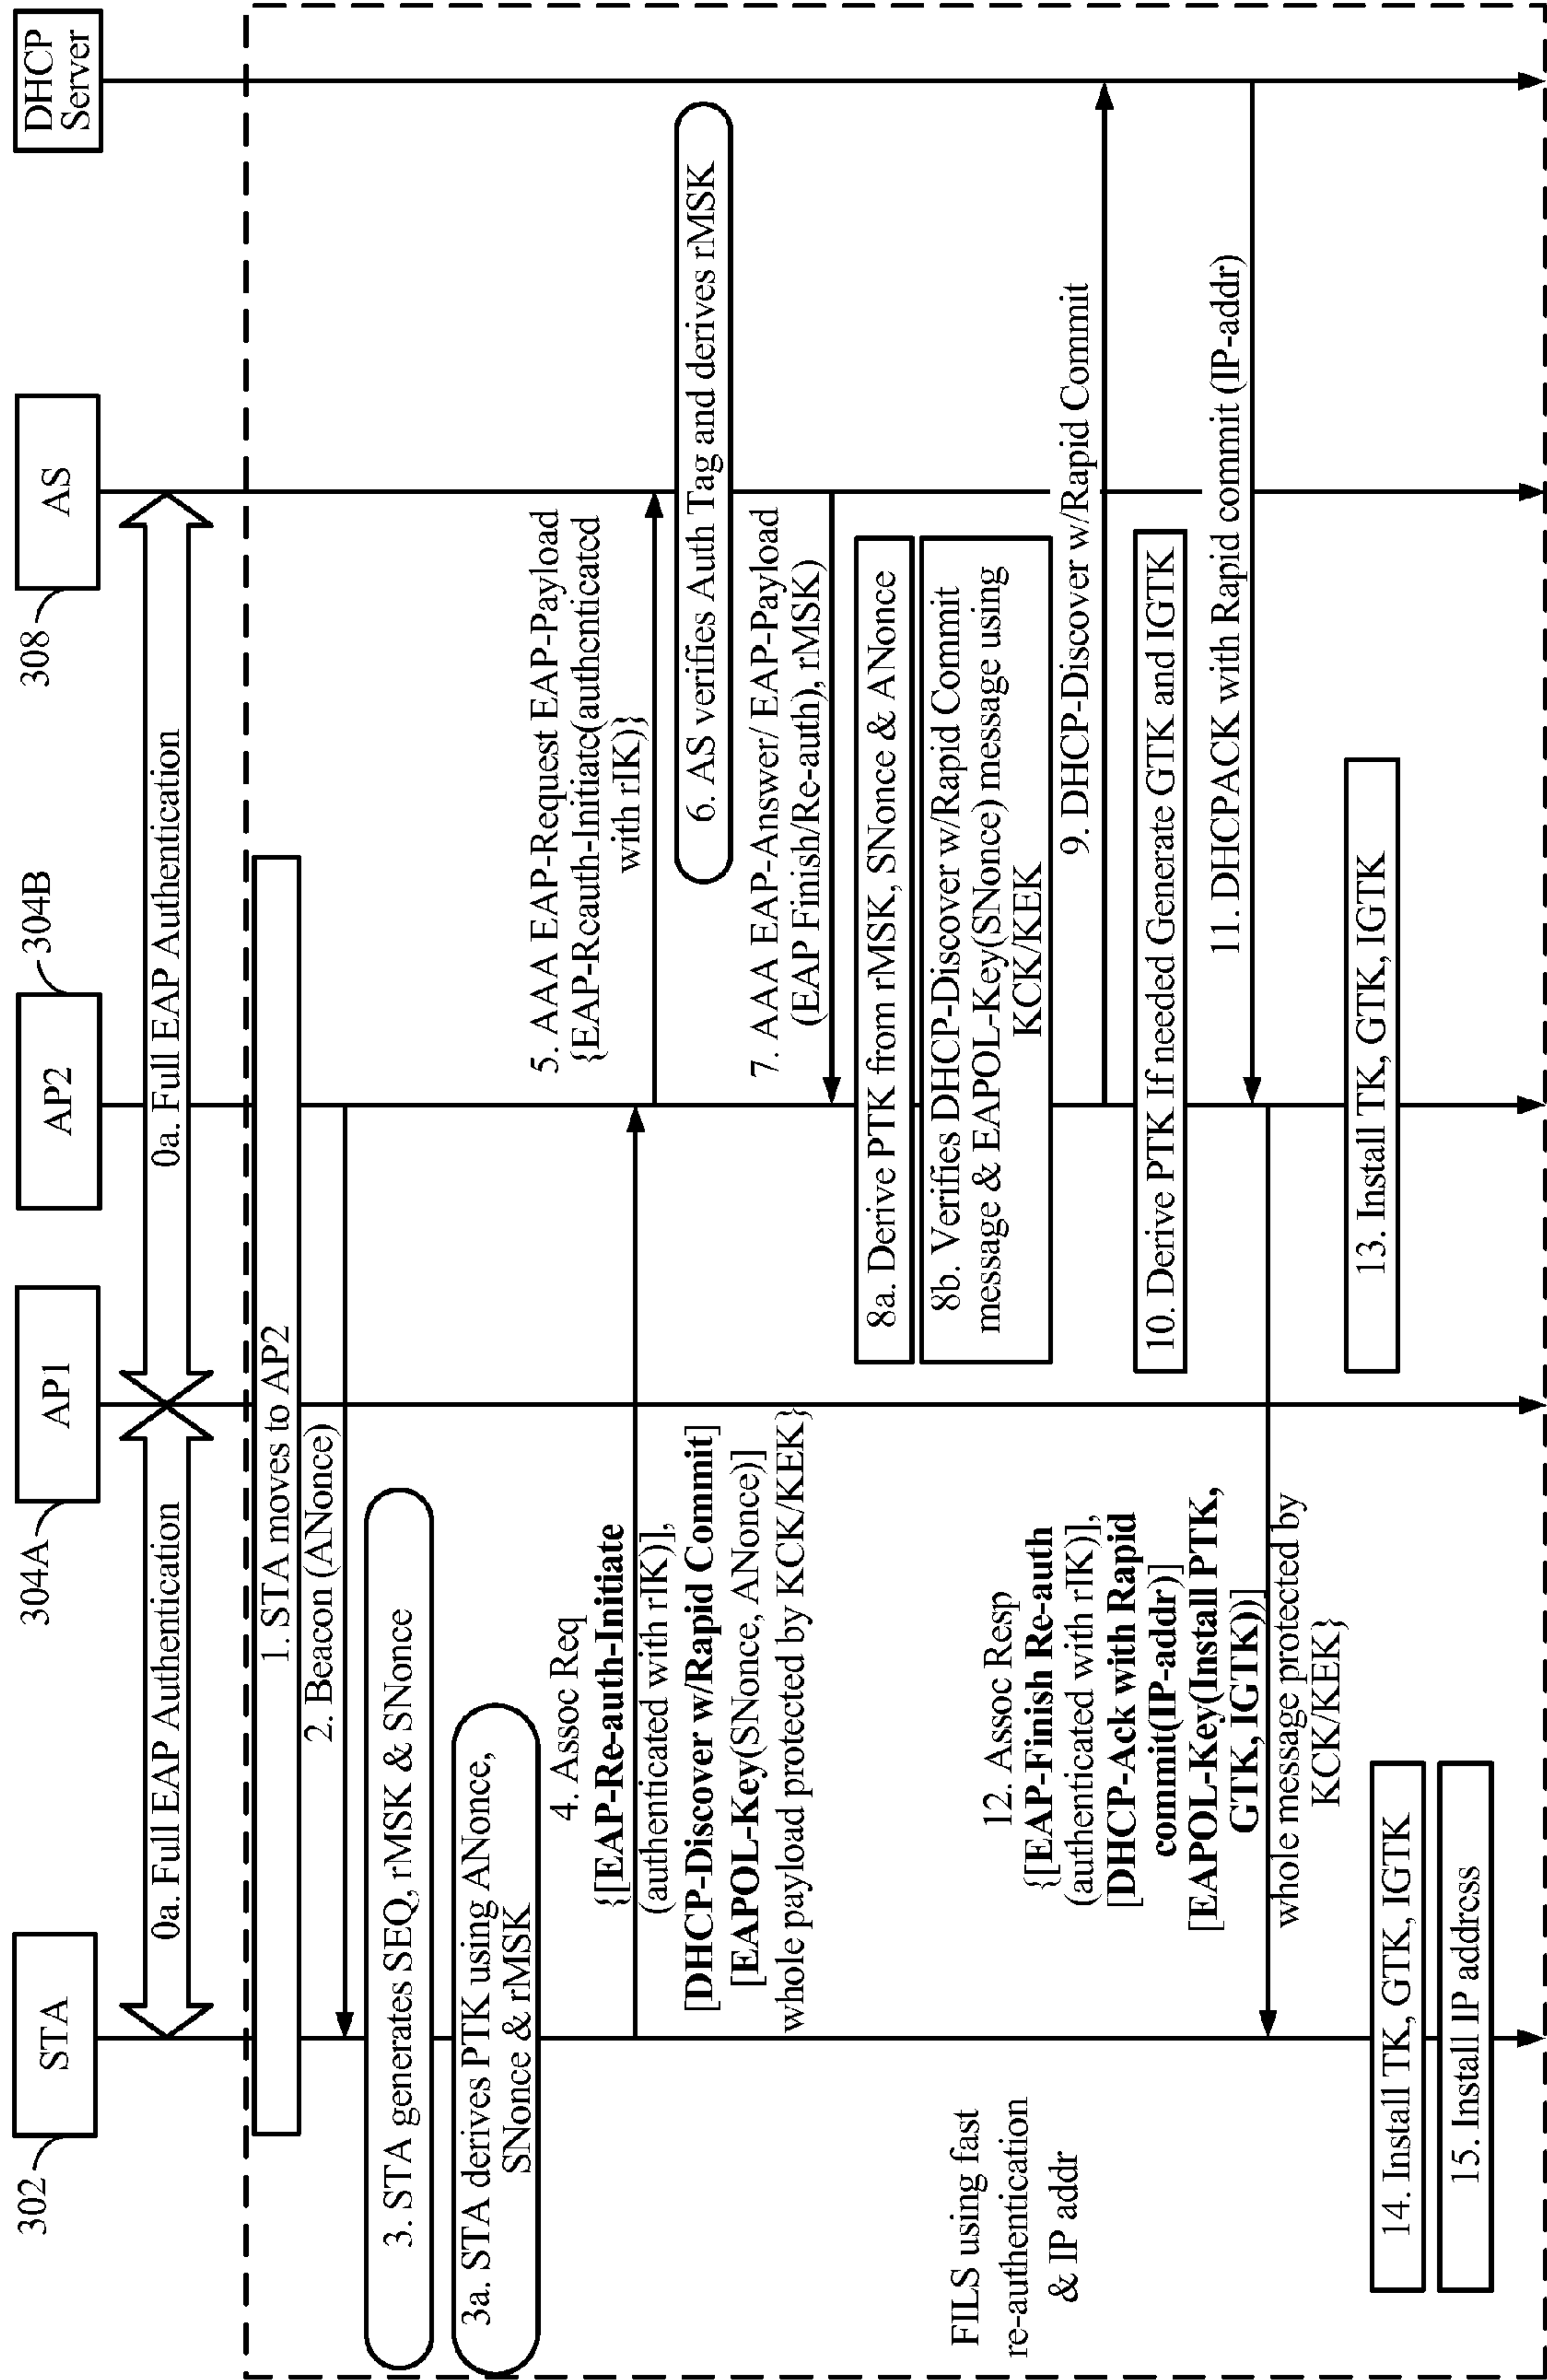 STA
302
AP1
304A
AP2
304B
AS
308
DHCP
Server
0a. Full EAP Authentication
0a. Full EAP Authentication
1. STA moves to AP2
2. Beacon (ANonce)
3. STA generates SEQ, rMSK & SNonce
3a. STA derives PTK using ANonce,
SNonce & rMSK
4. Assoc Req
{[EAP-Re-auth-Initiate
(authenticated with rIK)],
[DHCP-Discover w/Rapid Commit]
[EAPOL-Key(SNonce, ANonce)]
whole payload protected by KCK/KEK}
5. AAA EAP-Request EAP-Payload
{EAP-Reauth-Initiate(authenticated
with rIK)}
6. AS verifies Auth Tag and derives rMSK
7. AAA EAP-Answer/ EAP-Payload
(EAP Finish/Re-auth), rMSK)
8a. Derive PTK from rMSK, SNonce & ANonce
8b. Verifies DHCP-Discover w/Rapid Commit
message & EAPOL-Key(SNonce) message using
KCK/KEK
9. DHCP-Discover w/Rapid Commit
10. Derive PTK If needed Generate GTK and IGTK
11. DHCPACK with Rapid commit (IP-addr)
12. Assoc Resp
{[EAP-Finish Re-auth
(authenticated with rIK)],
[DHCP-Ack with Rapid
commit(IP-addr)]
[EAPOL-Key(Install PTK,
GTK, IGTK))]
whole message protected by
KCK/KEK}
13. Install TK, GTK, IGTK
14. Install TK, GTK, IGTK
15. Install IP address
FILS using fast
re-authentication
& IP addr